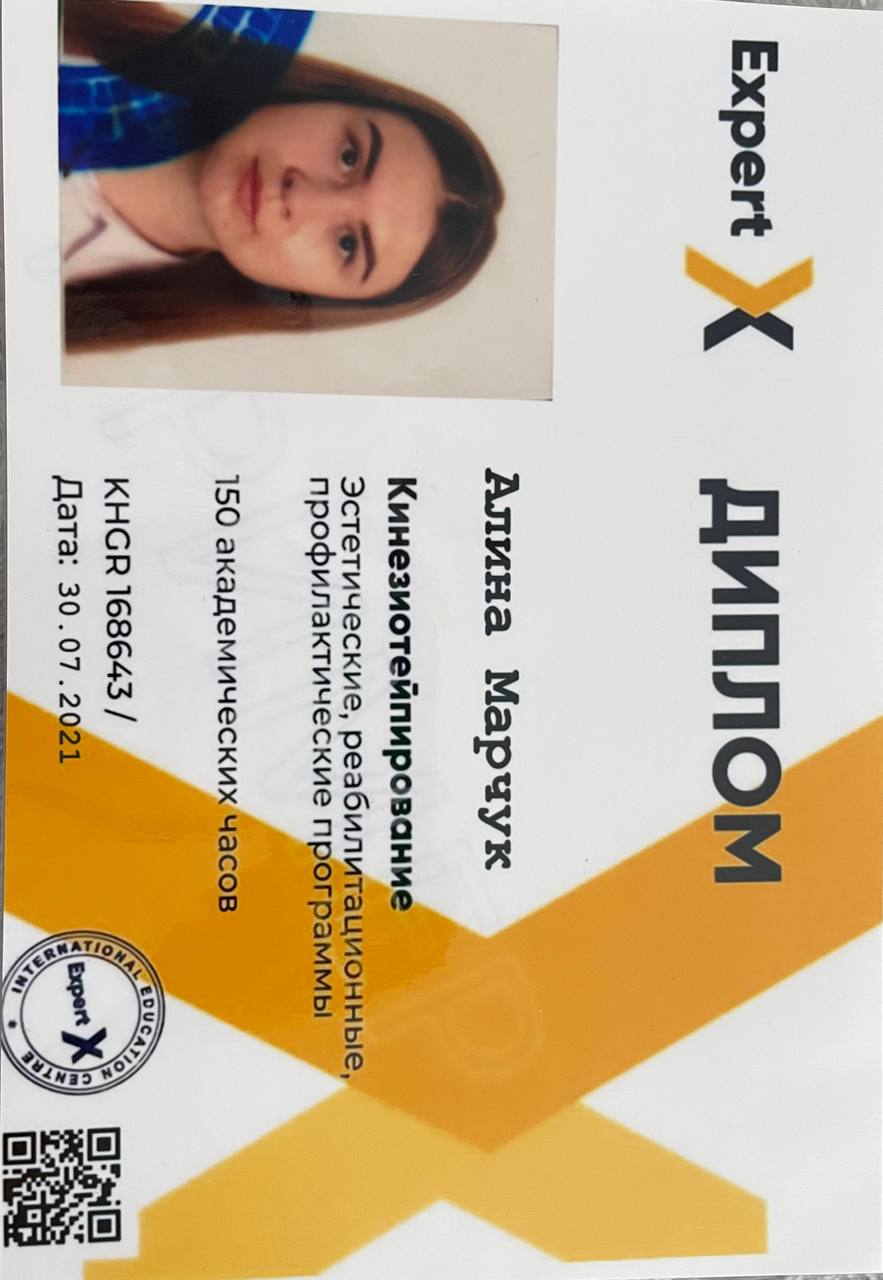 Expert X
ДИПЛОМ
Алина Марчук
Кинезиотейпирование
Эстетические, реабилитационные,
профилактические программы
150 академических часов
KHGR 168643 /
Дата: 30.07.2021
INTERNATIONAL EDUCATION CENTRE *
Expert X